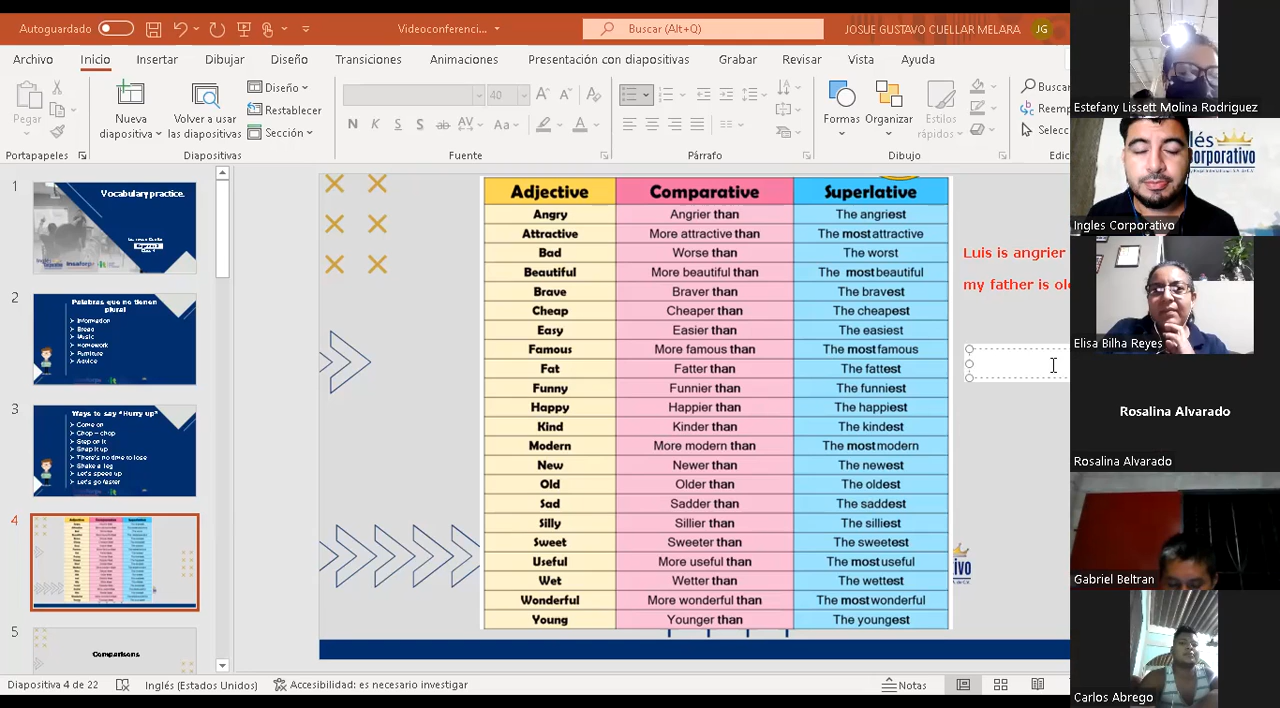 Autoguardado
Videoconferenci...
Buscar (Alt+Q)
JOSUE GUSTAVO CUELLAR MELARA
JG
Archivo Inicio Insertar Dibujar Diseño Transiciones Animaciones Presentación con diapositivas Grabar Revisar Vista Ayuda
Pegar
Nueva diapositiva
Volver a usar las diapositivas
Diseño
Restablecer
Sección
40
N K S S ab AV Aa A
Formas
Organizar
Estilos rápidos
Buscar
Reemp
Selecc
Portapapeles
Diapositivas
Fuente
Párrafo
Dibujo
Edic
1
Vocabulary practice.
2
Palabras que no tienen plural
Information
Bread
Music
Homework
Furniture
Advice
3
Ways to say "Hurry up"
Come on
Chop – chop
Step on it
Snap it up
There's no time to lose
Shake a leg
Let's speed up
Let's go faster
4
5
Comparisons
Adjective Comparative Superlative
Angry Angrier than The angriest
Attractive More attractive than The most attractive
Bad Worse than The worst
Beautiful More beautiful than The most beautiful
Brave Braver than The bravest
Cheap Cheaper than The cheapest
Easy Easier than The easiest
Famous More famous than The most famous
Fat Fatter than The fattest
Funny Funnier than The funniest
Happy Happier than The happiest
Kind Kinder than The kindest
Modern More modern than The most modern
New Newer than The newest
Old Older than The oldest
Sad Sadder than The saddest
Silly Sillier than The silliest
Sweet Sweeter than The sweetest
Useful More useful than The most useful
Wet Wetter than The wettest
Wonderful More wonderful than The most wonderful
Young Younger than The youngest
Luis is angrier
my father is ol
Diapositiva 4 de 22
Inglés (Estados Unidos)
Accesibilidad: es necesario investigar
Notas
Estefany Lissett Molina Rodriguez
Ingles Corporativo
Elisa Bilha Reyes
Rosalina Alvarado
Rosalina Alvarado
Gabriel Beltran
Carlos Abrego